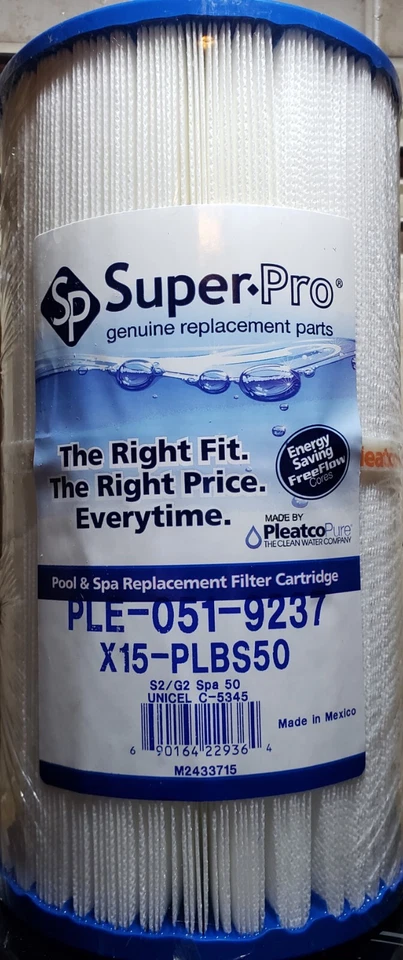 SP
Super•Pro®
genuine replacement parts
The Right Fit.
The Right Price.
Everytime.
Energy
Saving
FreeFlow
Cores
MADE BY
PleatcoPure™
THE CLEAN WATER COMPANY
Pool & Spa Replacement Filter Cartridge
PLE-051-9237
X15-PLBS50
S2/G2 Spa 50
UNICEL C-5345
Made in Mexico
6 90164 22936 4
M2433715